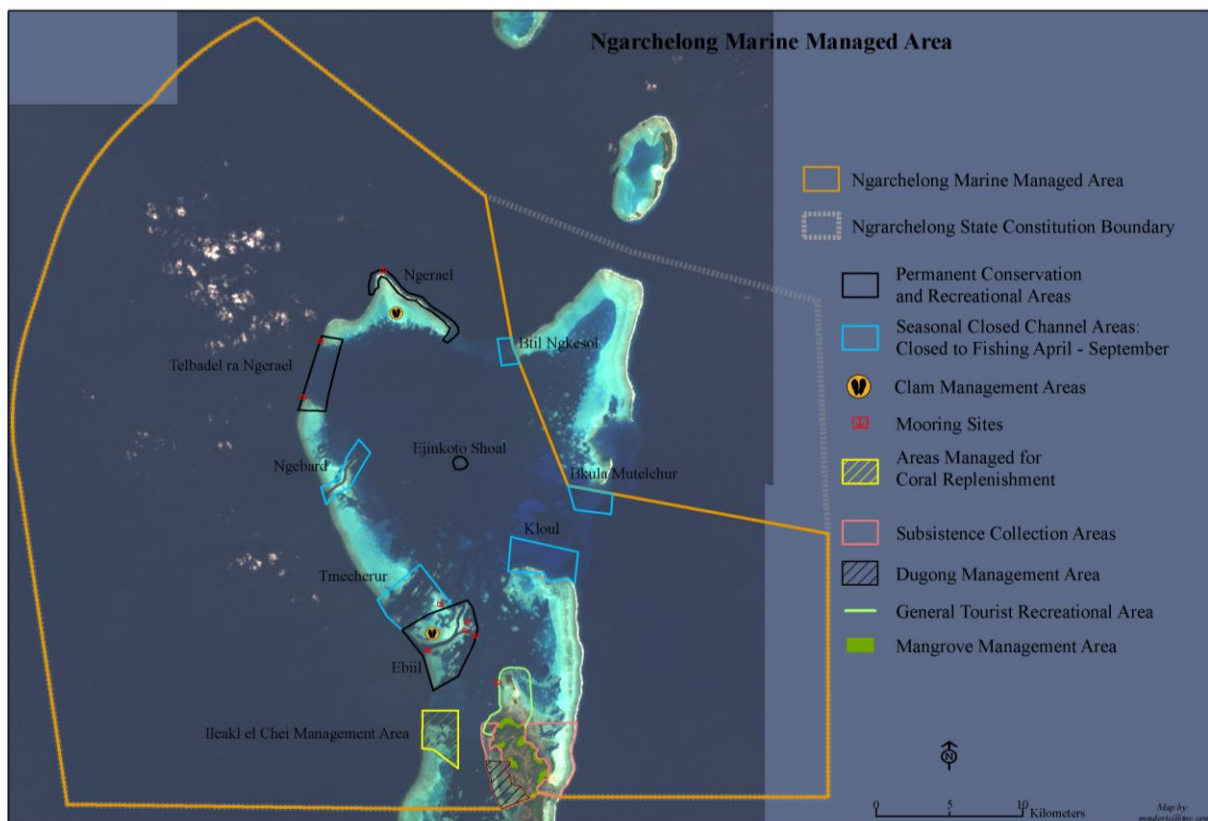 Ngarchelong Marine Managed Area
Ngarchelong Marine Managed Area
Ngrarchelong State Constitution Boundary
Permanent Conservation
and Recreational Areas
Seasonal Closed Channel Areas:
Closed to Fishing April - September
Clam Management Areas
Mooring Sites
Areas Managed for
Coral Replenishment
Subsistence Collection Areas
Dugong Management Area
General Tourist Recreational Area
Mangrove Management Area
Ngerael
Btil Ngkesol
Telbadel ra Ngerael
Ejinkoto Shoal
Ngebard
Bkula Mutelchur
Kloul
Tmecherur
Ebiil
Ileakl el Chei Management Area
N
0 5 10
Kilometers
Map by: